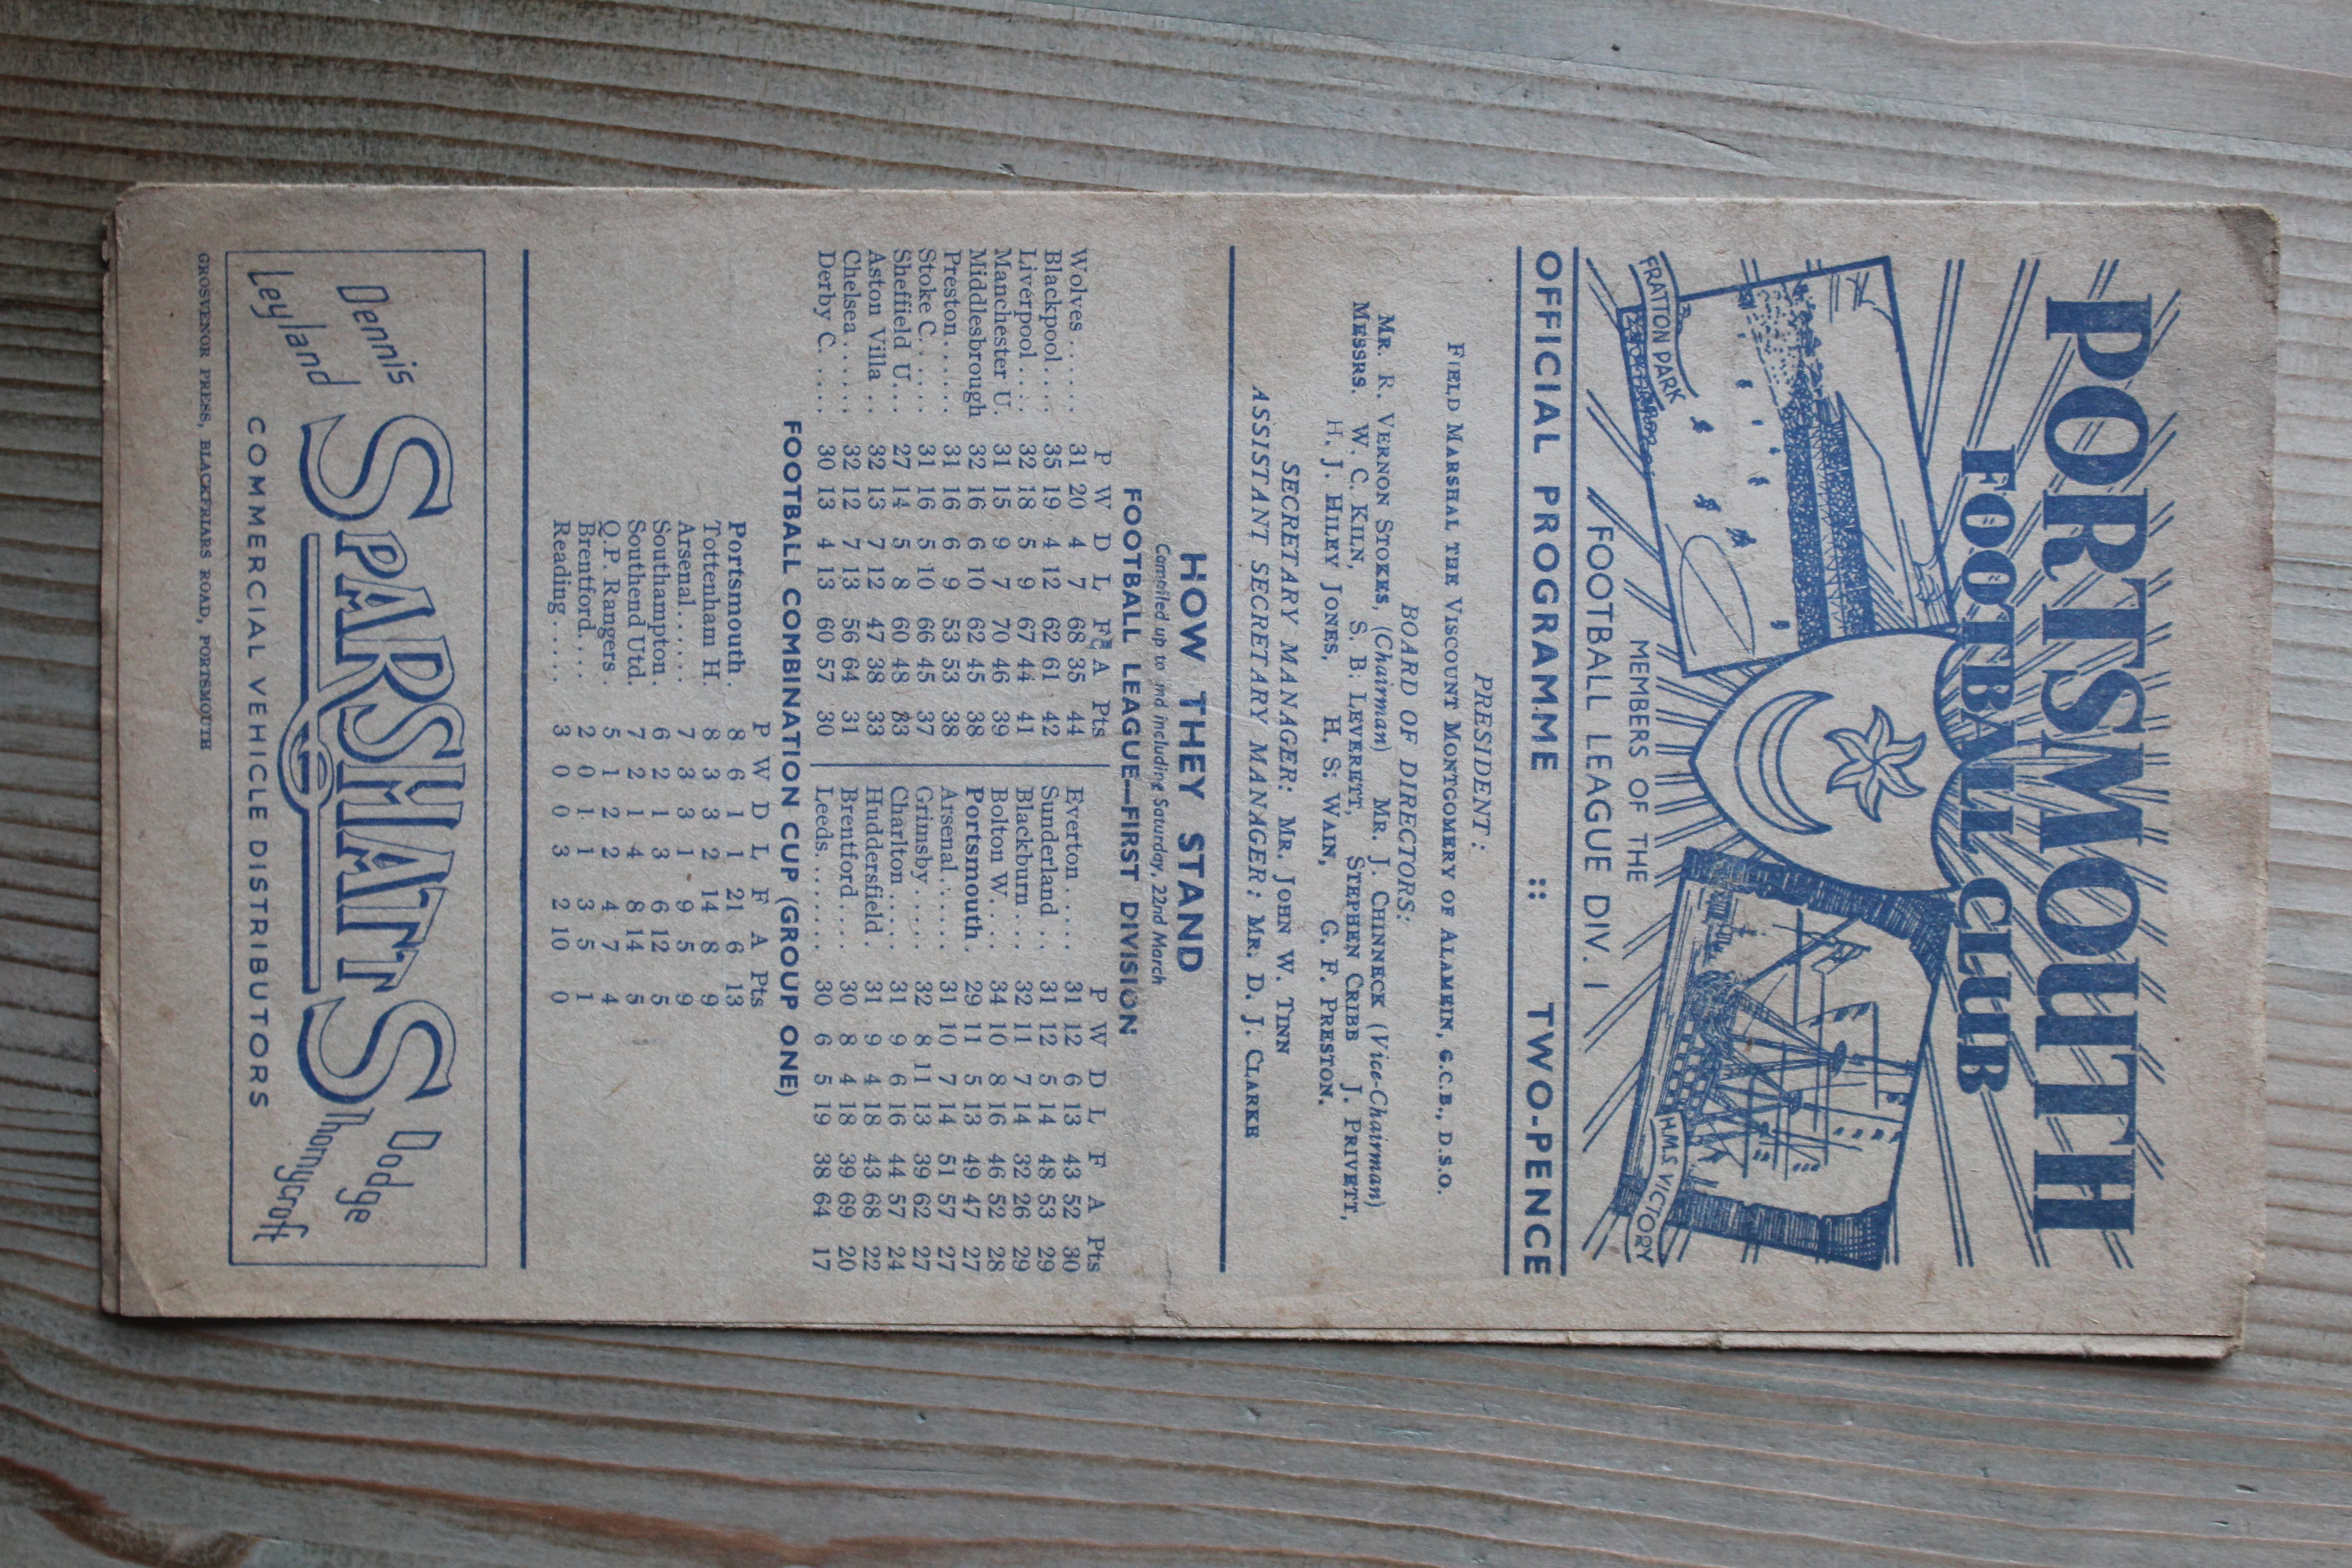 PORTSMOUTH
FOOTBALL CLUB
FRATTON PARK
H.M.S. VICTORY
MEMBERS OF THE
FOOTBALL LEAGUE DIV. 1
OFFICIAL PROGRAMME :: TWO-PENCE
PRESIDENT:
FIELD MARSHAL THE VISCOUNT MONTGOMERY OF ALAMEIN, G.C.B., D.S.O.
BOARD OF DIRECTORS:
MR. R. VERNON STOKES, (Chairman) MR. J. CHINNECK (Vice-Chairman)
MESSRS. W. C. KILN, S. B. LEVERETT, STEPHEN CRIBB J. PRIVETT,
H. J. HILEY JONES, H. S. WAIN, G. F. PRESTON.
SECRETARY MANAGER: MR. JOHN W. TINN
ASSISTANT SECRETARY MANAGER: MR. D. J. CLARKE
HOW THEY STAND
Compiled up to and including Saturday, 22nd March
FOOTBALL LEAGUE—FIRST DIVISION
P W D L F A Pts
Wolves..... 31 20 4 7 68 35 44
Blackpool.... 35 19 4 12 62 61 42
Liverpool.... 32 18 5 9 67 44 41
Manchester U. 31 15 9 7 70 46 39
Middlesbrough 32 16 6 10 62 45 38
Preston...... 31 16 6 9 53 53 38
Stoke C...... 31 16 5 10 66 45 37
Sheffield U... 27 14 5 8 60 48 33
Aston Villa .. 32 13 7 12 47 38 33
Chelsea...... 32 12 7 13 56 64 31
Derby C. .... 30 13 4 13 60 57 30
P W D L F A Pts
Everton..... 31 12 6 13 43 52 30
Sunderland .. 31 12 5 14 48 53 29
Blackburn... 32 11 7 14 32 26 29
Bolton W.... 34 10 8 16 46 52 28
Portsmouth. 29 11 5 13 49 47 27
Arsenal...... 31 10 7 14 51 57 27
Grimsby..... 32 8 11 13 39 62 27
Charlton..... 31 9 6 16 44 57 24
Huddersfield. 31 9 4 18 43 68 22
Brentford.... 30 8 4 18 39 69 20
Leeds........ 30 6 5 19 38 64 17
FOOTBALL COMBINATION CUP (GROUP ONE)
P W D L F A Pts
Portsmouth. 8 6 1 1 21 6 13
Tottenham H. 8 3 3 2 14 8 9
Arsenal...... 7 3 3 1 9 5 9
Southampton. 6 2 1 3 6 12 5
Southend Utd. 7 2 1 4 8 14 5
Q.P. Rangers. 5 1 2 2 4 7 4
Brentford.... 2 0 1 1 3 5 1
Reading..... 3 0 0 3 2 10 0
Dennis Dodge
SPARSHATTS
Leyland Thornycroft
COMMERCIAL VEHICLE DISTRIBUTORS
GROSVENOR PRESS, BLACKFRIARS ROAD, PORTSMOUTH